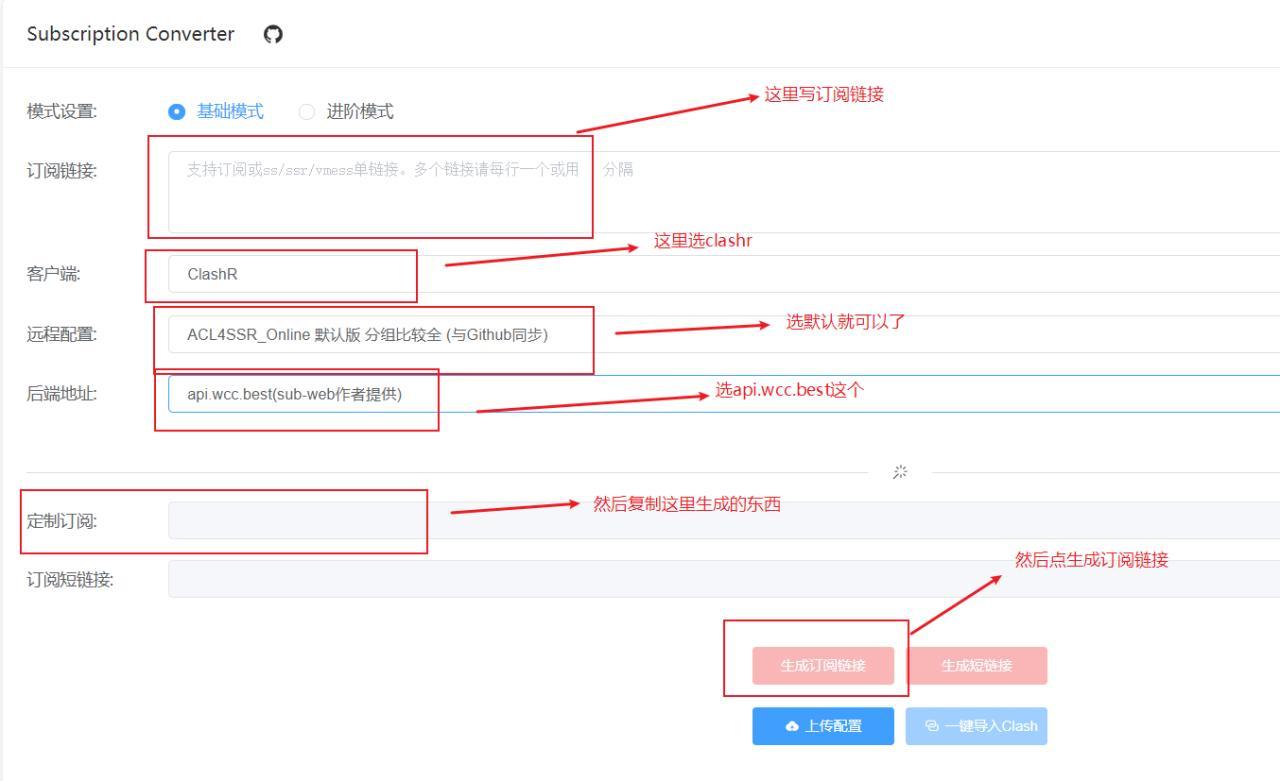 Subscription Converter
模式设置: 基础模式 进阶模式
这里写订阅链接
订阅链接: 支持订阅或ss/ssr/vmess单链接。多个链接请每行一个或用 分隔
这里选clashr
客户端: ClashR
远程配置: ACL4SSR_Online 默认版 分组比较全 (与Github同步)
选默认就可以了
后端地址: api.wcc.best(sub-web作者提供)
选api.wcc.best这个
定制订阅:
然后复制这里生成的东西
订阅短链接:
然后点生成订阅链接
生成订阅链接 生成短链接
上传配置 一键导入Clash